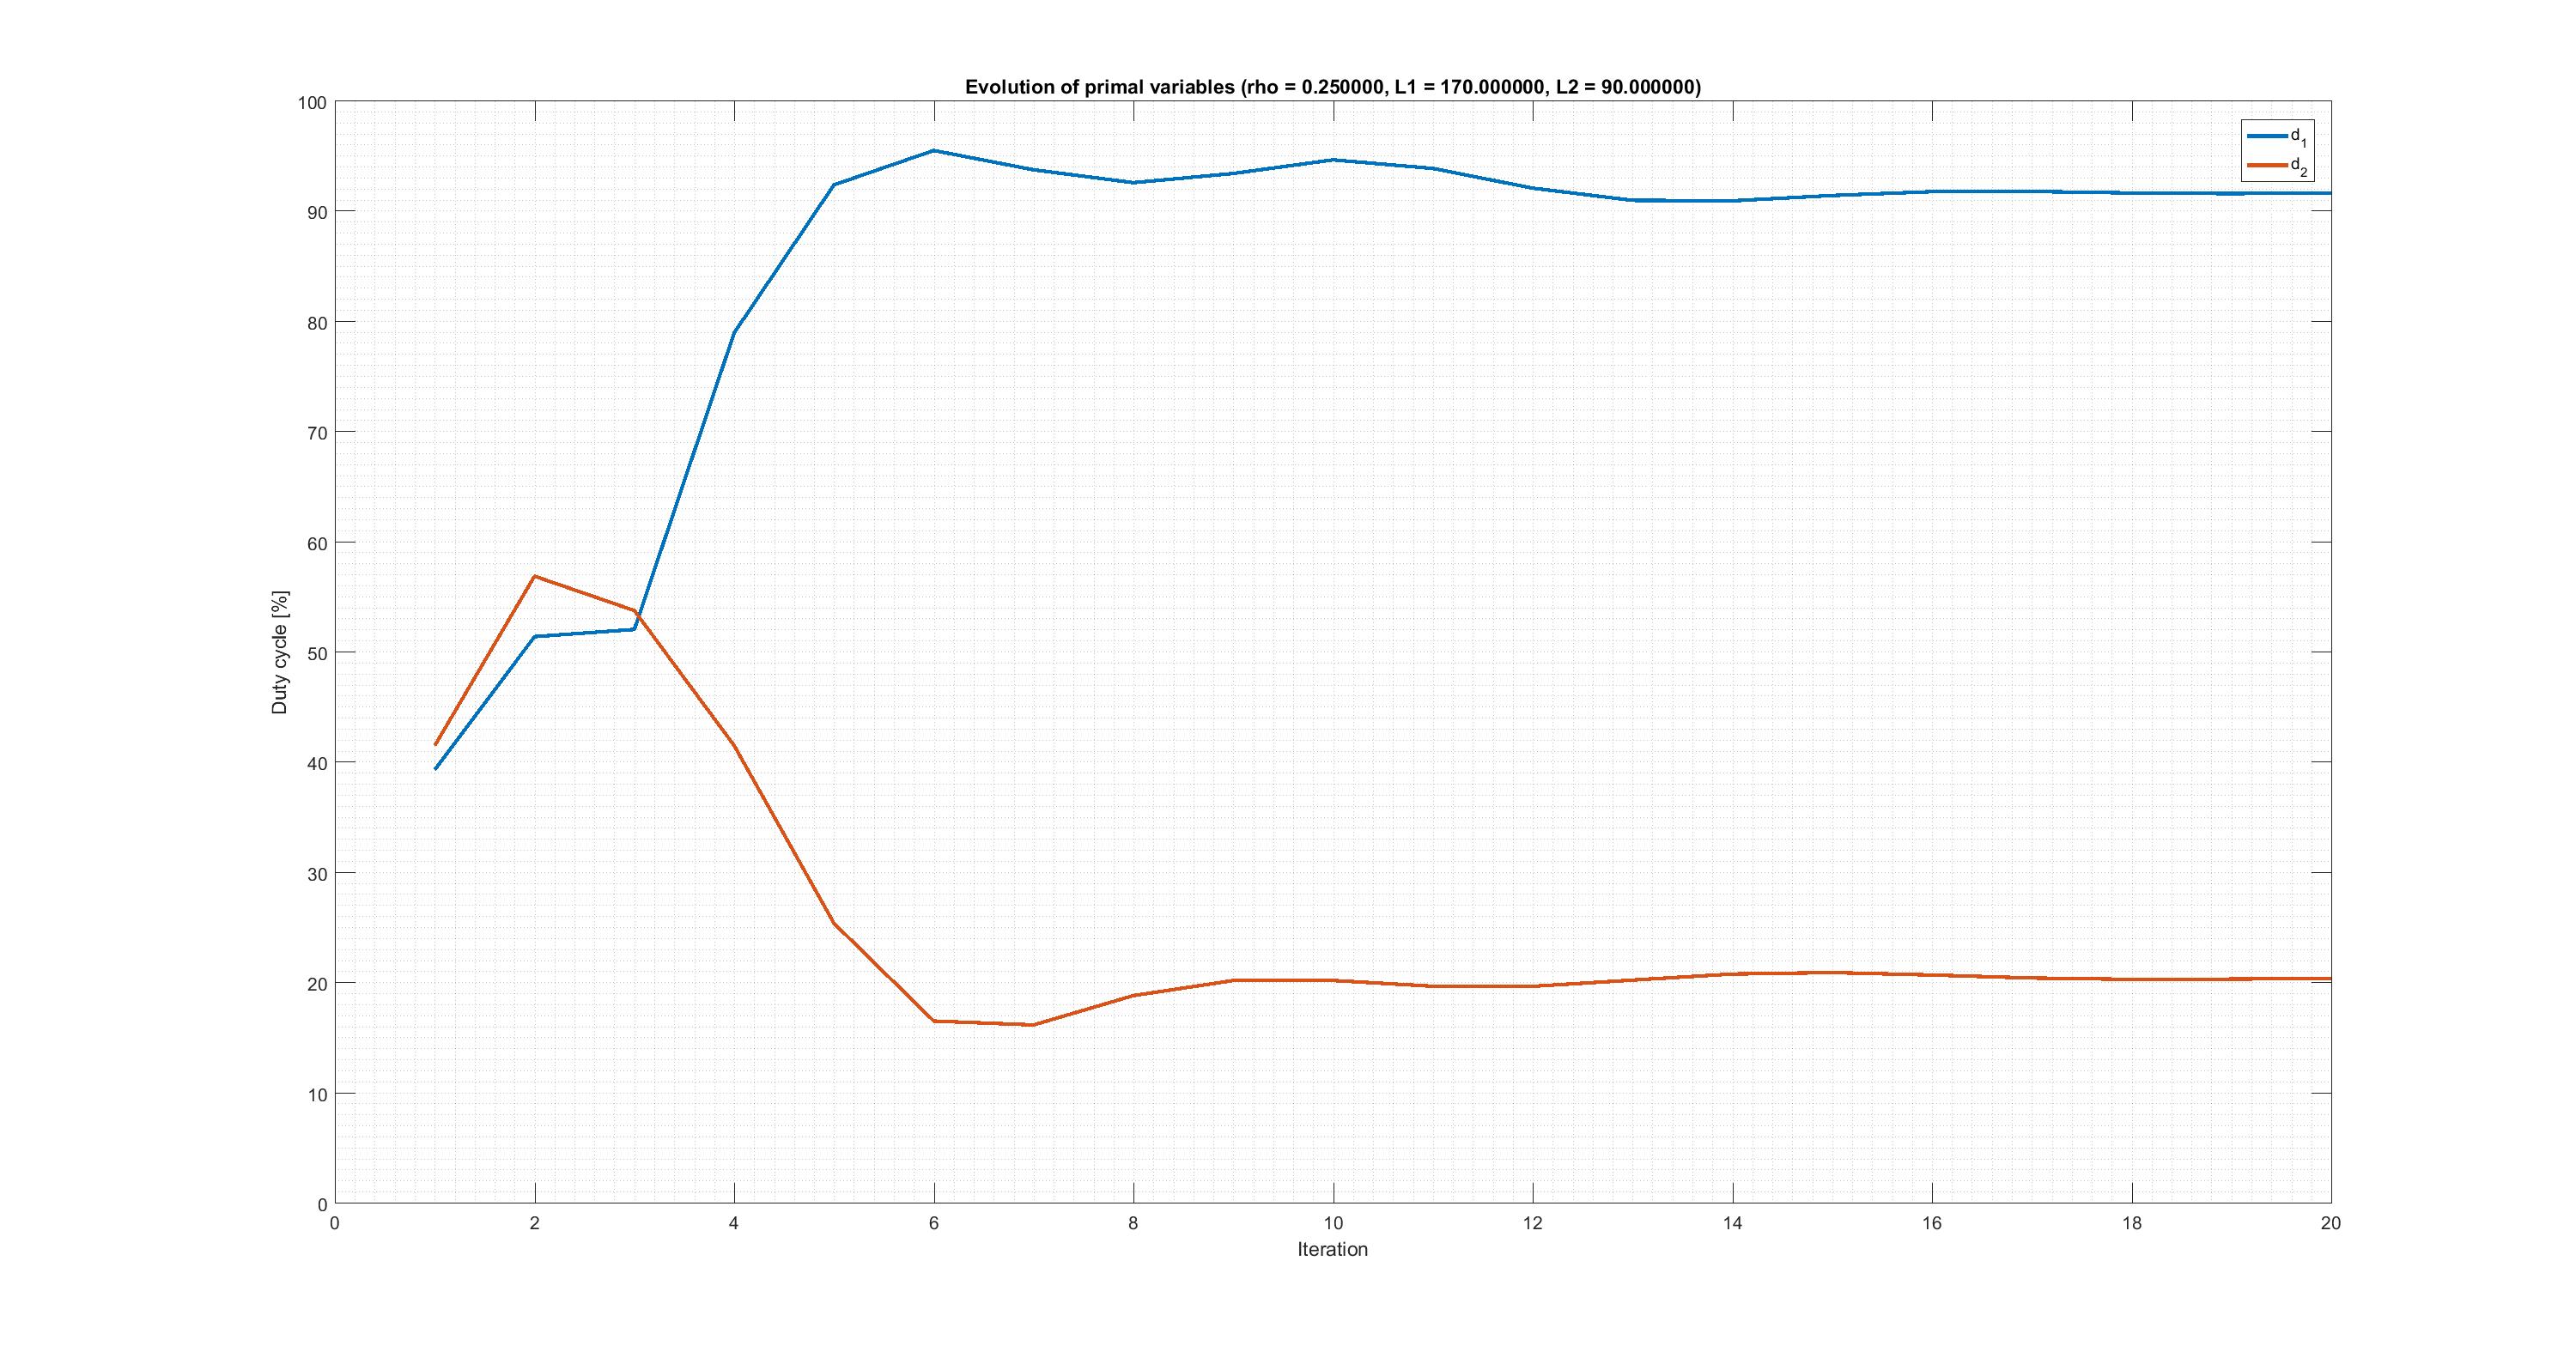 Evolution of primal variables (rho = 0.250000, L1 = 170.000000, L2 = 90.000000)
100
90
80
70
60
50
40
30
20
10
0
Duty cycle [%]
d1
d2
0 2 4 6 8 10 12 14 16 18 20
Iteration